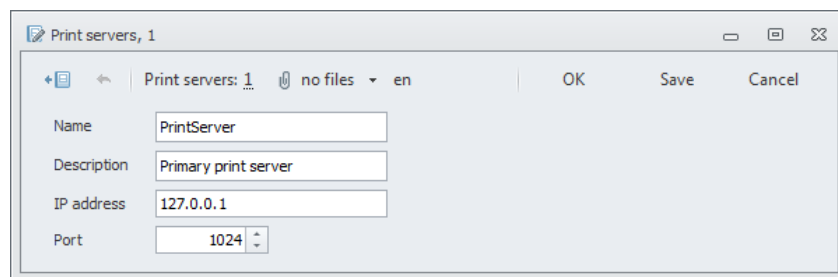 Print servers, 1
Print servers: 1 no files en OK Save Cancel
Name PrintServer
Description Primary print server
IP address 127.0.0.1
Port 1024